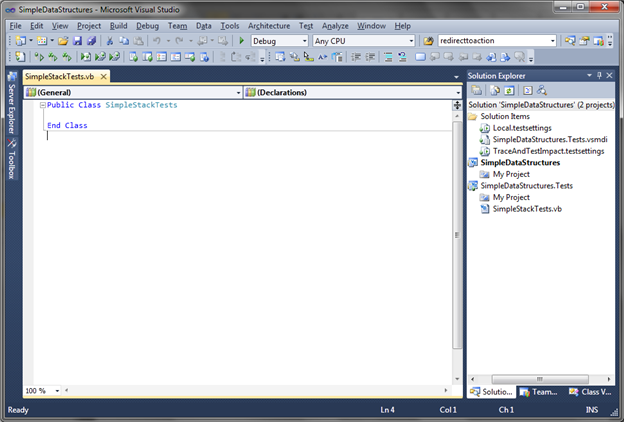 SimpleDataStructures - Microsoft Visual Studio
File Edit View Project Build Debug Team Data Tools Architecture Test Analyze Window Help
Debug Any CPU redirecttoaction
Server Explorer
Toolbox
SimpleStackTests.vb
(General) (Declarations)
Public Class SimpleStackTests
End Class
100 %
Solution Explorer
Solution 'SimpleDataStructures' (2 projects)
Solution Items
Local.testsettings
SimpleDataStructures.Tests.vsmdi
TraceAndTestImpact.testsettings
SimpleDataStructures
My Project
SimpleDataStructures.Tests
My Project
SimpleStackTests.vb
Solutio... Team... Class V...
Ready Ln 4 Col 1 Ch 1 INS